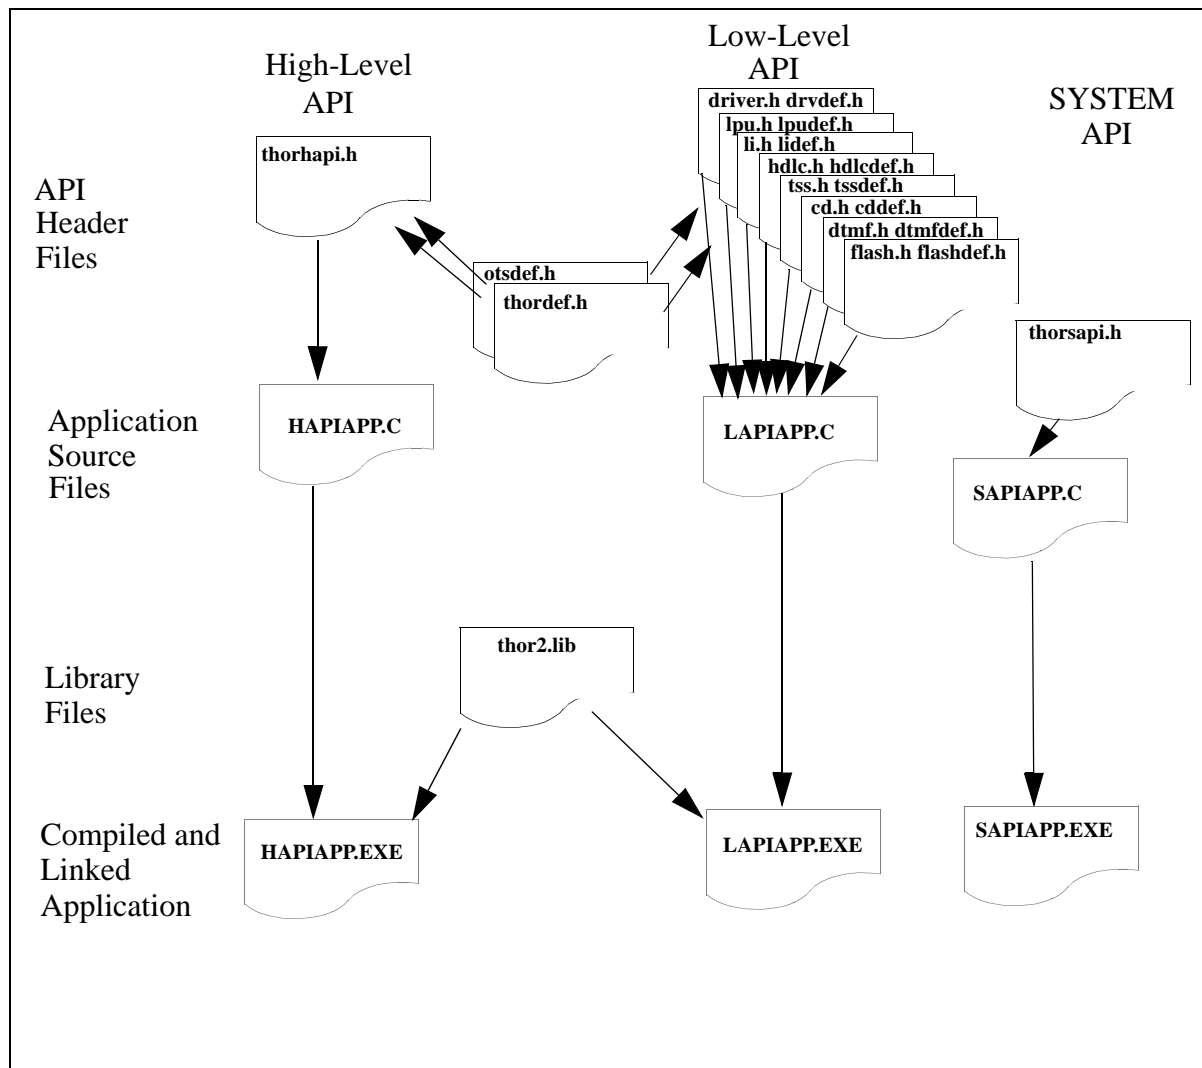 High-Level
API
Low-Level
API
SYSTEM
API
API
Header
Files
thorhapi.h
otsdef.h
thordef.h
driver.h drvdef.h
lpu.h lpudef.h
li.h lidef.h
hdlc.h hdlcdef.h
tss.h tssdef.h
cd.h cddef.h
dtmf.h dtmfdef.h
flash.h flashdef.h
thorsapi.h
Application
Source
Files
HAPIAPP.C
LAPIAPP.C
SAPIAPP.C
Library
Files
thor2.lib
Compiled and
Linked
Application
HAPIAPP.EXE
LAPIAPP.EXE
SAPIAPP.EXE